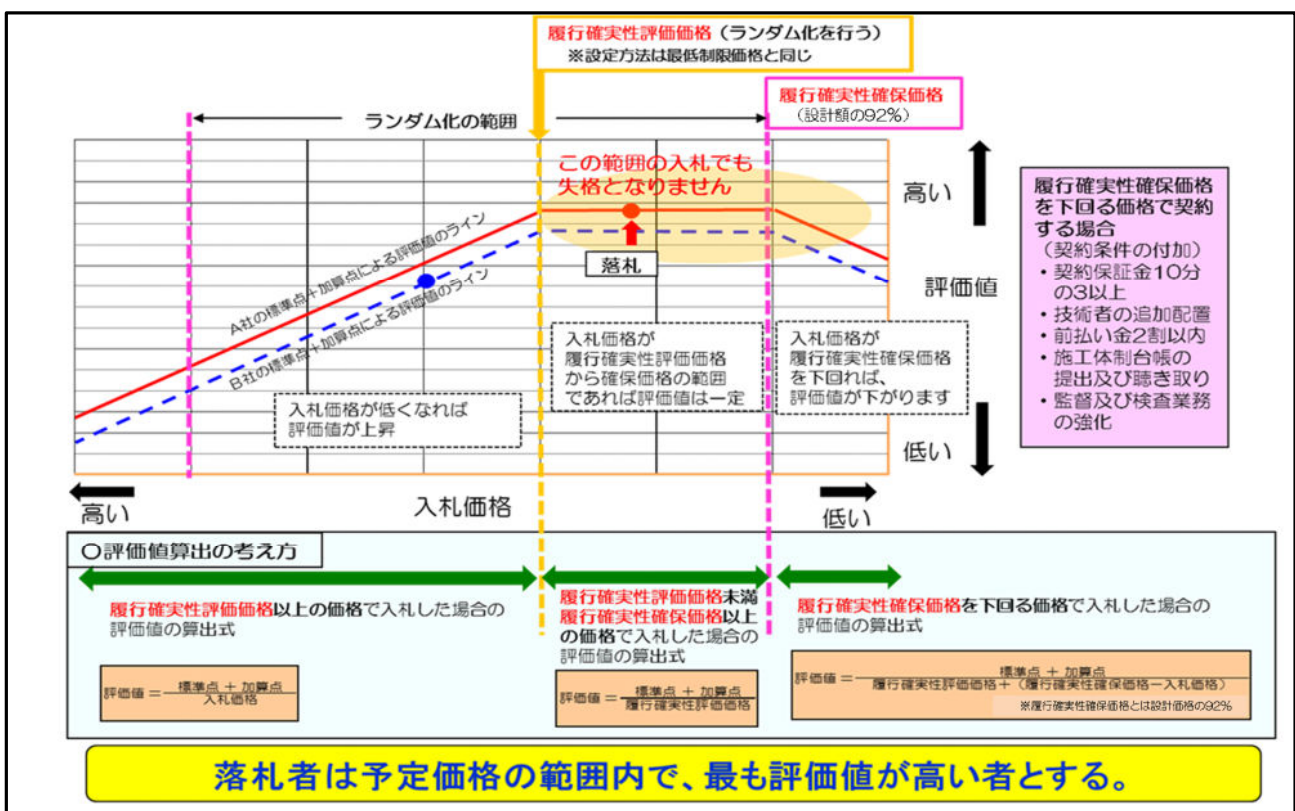 履行確実性評価価格（ランダム化を行う）
※設定方法は最低制限価格と同じ
履行確実性確保価格
（設計額の92%）
ランダム化の範囲
この範囲の入札でも
失格となりません
落札
A社の標準点＋加算点による評価値のライン
B社の標準点＋加算点による評価値のライン
入札価格が低くなれば
評価値が上昇
入札価格が
履行確実性評価価格
から確保価格の範囲
であれば評価値は一定
入札価格が
履行確実性確保価格
を下回れば、
評価値が下がります
高い
評価値
低い
履行確実性確保価格
を下回る価格で契約
する場合
（契約条件の付加）
・契約保証金10分
の3以上
・技術者の追加配置
・前払い金2割以内
・施工体制台帳の
提出及び聴き取り
・監督及び検査業務
の強化
高い
入札価格
低い
〇評価値算出の考え方
履行確実性評価価格以上の価格で入札した場合の
評価値の算出式
評価値＝
標準点 ＋ 加算点
入札価格
履行確実性評価価格未満
履行確実性確保価格以上
の価格で入札した場合の
評価値の算出式
評価値＝
標準点 ＋ 加算点
履行確実性評価価格
履行確実性確保価格を下回る価格で入札した場合の
評価値の算出式
評価値＝
標準点 ＋ 加算点
履行確実性評価価格＋（履行確実性確保価格－入札価格）
※履行確実性確保価格とは設計価格の92%
落札者は予定価格の範囲内で、最も評価値が高い者とする。